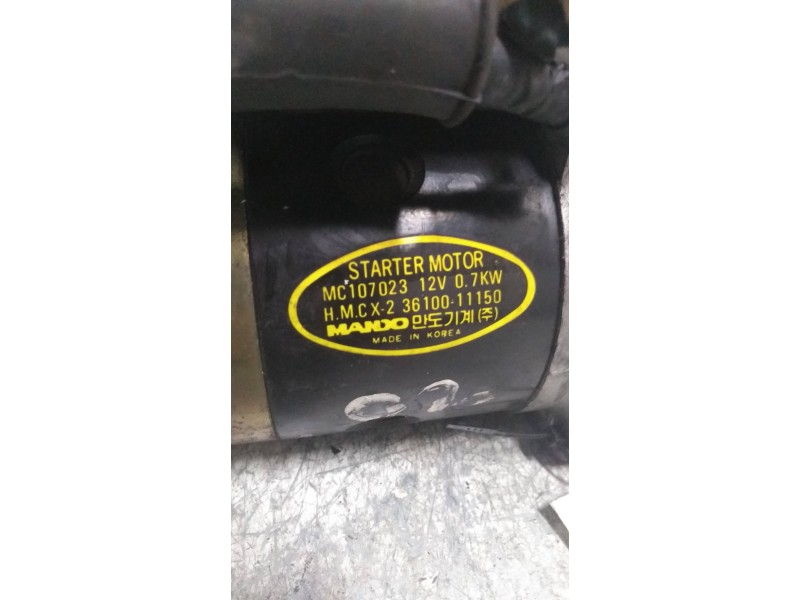 STARTER MOTOR
MC107023 12V 0.7KW
H.M.C X-2 36100-11150
MANDO 만도기계(주)
MADE IN KOREA